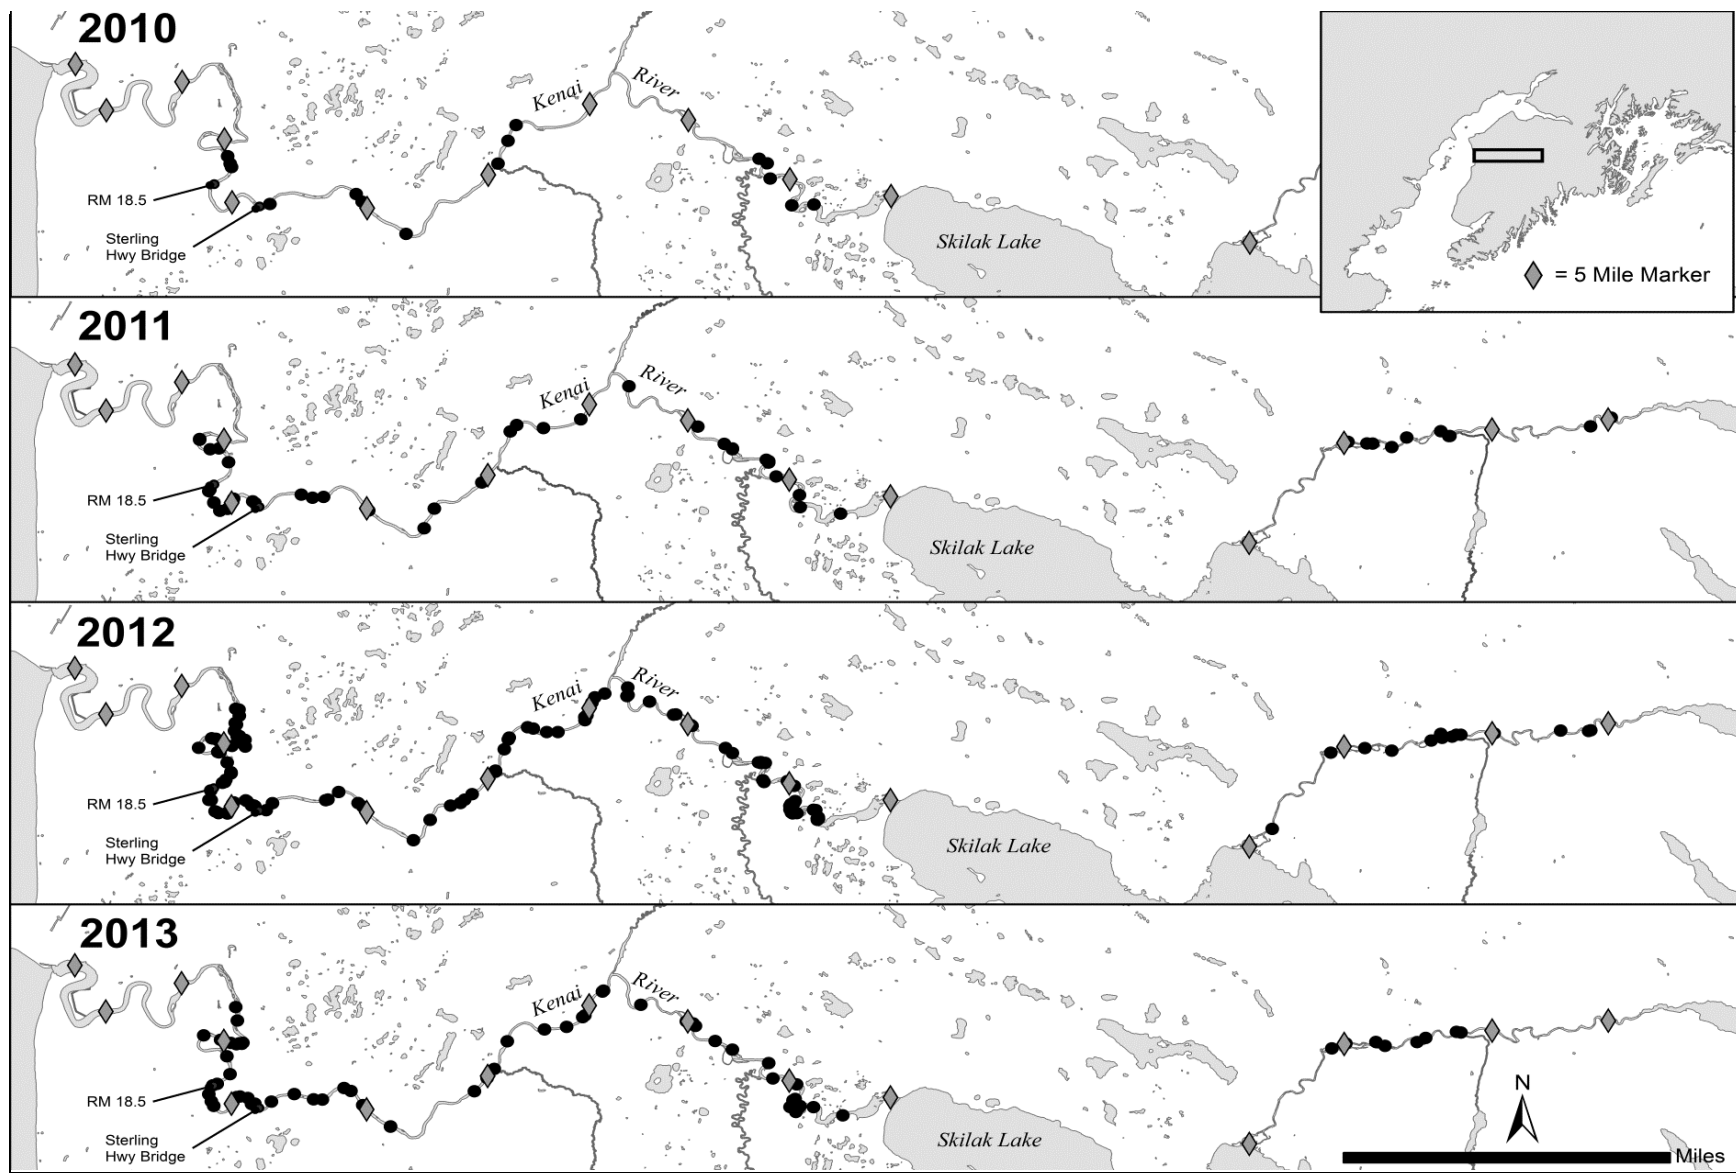 2010
Kenai
River
RM 18.5
Sterling
Hwy Bridge
Skilak Lake
= 5 Mile Marker
2011
Kenai
River
RM 18.5
Sterling
Hwy Bridge
Skilak Lake
2012
Kenai
River
RM 18.5
Sterling
Hwy Bridge
Skilak Lake
2013
Kenai
River
RM 18.5
Sterling
Hwy Bridge
Skilak Lake
N
Miles